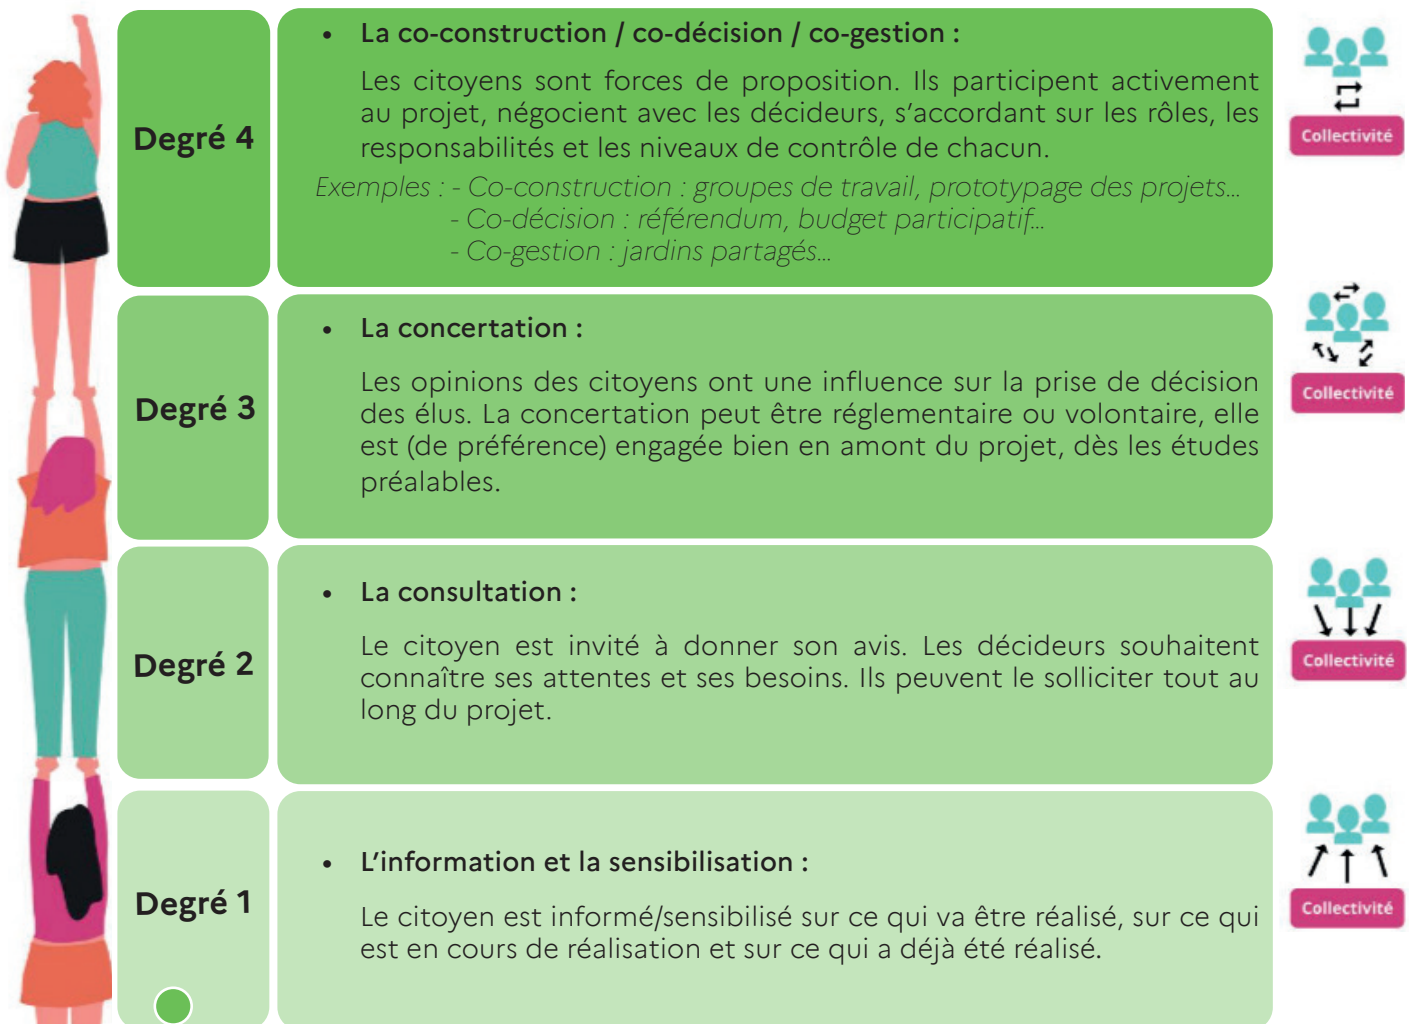 • La co-construction / co-décision / co-gestion :
Les citoyens sont forces de proposition. Ils participent activement
au projet, négocient avec les décideurs, s’accordant sur les rôles, les
responsabilités et les niveaux de contrôle de chacun.
Degré 4
Exemples : - Co-construction : groupes de travail, prototypage des projets...
- Co-décision : référendum, budget participatif...
- Co-gestion : jardins partagés...
Collectivité
• La concertation :
Les opinions des citoyens ont une influence sur la prise de décision
des élus. La concertation peut être réglementaire ou volontaire, elle
est (de préférence) engagée bien en amont du projet, dès les études
préalables.
Degré 3
Collectivité
• La consultation :
Le citoyen est invité à donner son avis. Les décideurs souhaitent
connaître ses attentes et ses besoins. Ils peuvent le solliciter tout au
long du projet.
Degré 2
Collectivité
• L’information et la sensibilisation :
Le citoyen est informé/sensibilisé sur ce qui va être réalisé, sur ce qui
est en cours de réalisation et sur ce qui a déjà été réalisé.
Degré 1
Collectivité